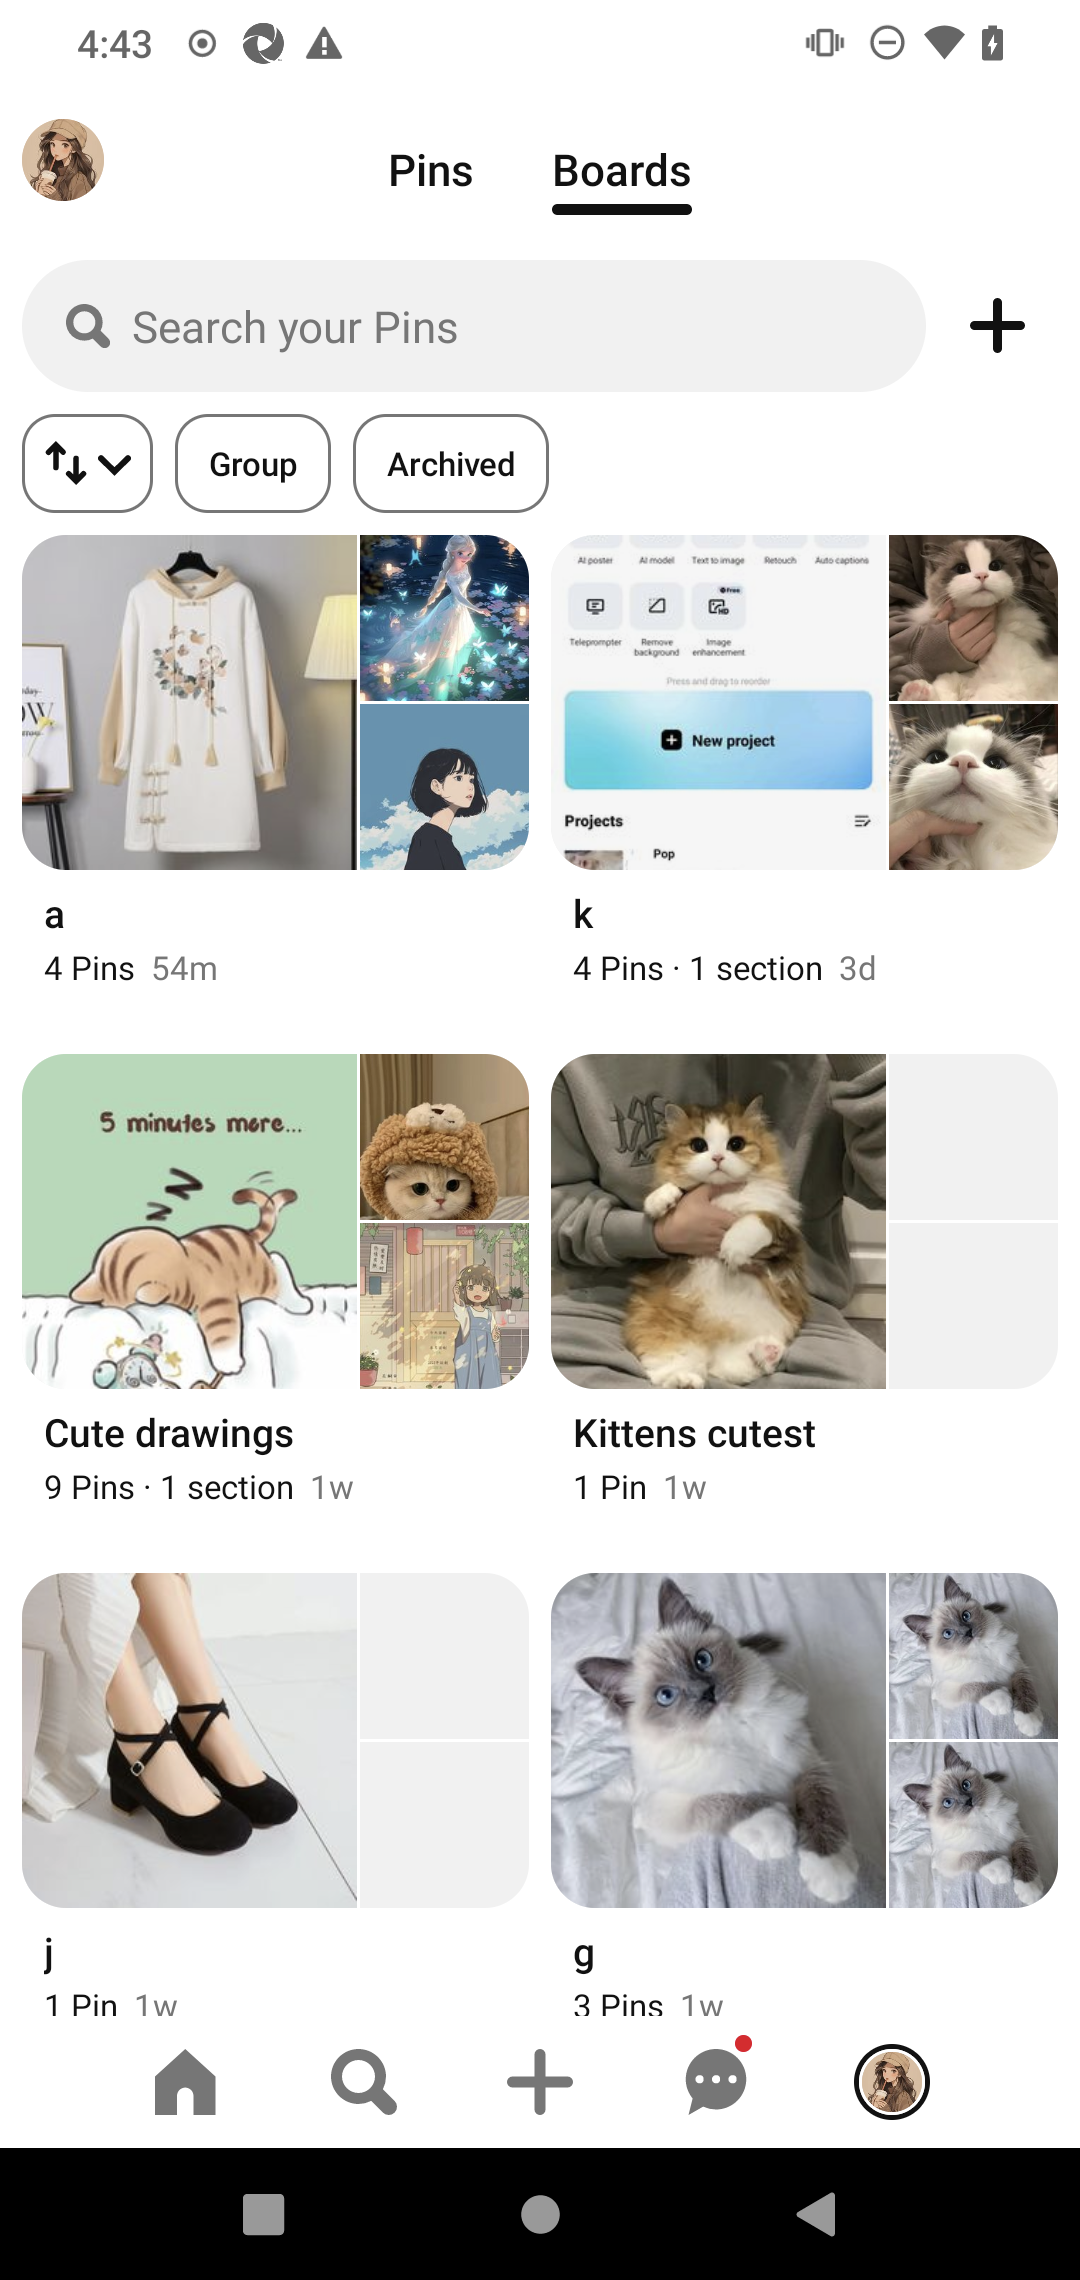 4:43
Pins Boards
Search your Pins
Group Archived
AI poster AI model Text to image Retouch Auto captions
Free
HD
Teleprompter Remove background Image enhancement
Press and drag to reorder
New project
Projects
Pop
a
4 Pins 54m
k
4 Pins · 1 section 3d
5 minutes more...
Cute drawings
9 Pins · 1 section 1w
Kittens cutest
1 Pin 1w
j
1 Pin 1w
g
3 Pins 1w